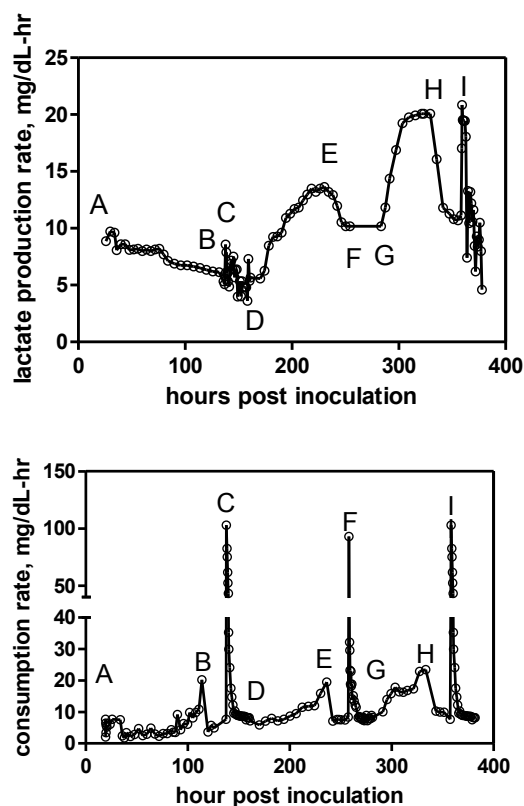 lactate production rate, mg/dL-hr
25
20
15
10
5
0
A
B
C
D
E
F
G
H
I
0 100 200 300 400
hours post inoculation
consumption rate, mg/dL-hr
150
100
50
40
30
20
10
0
A
B
C
D
E
F
G
H
I
0 100 200 300 400
hour post inoculation